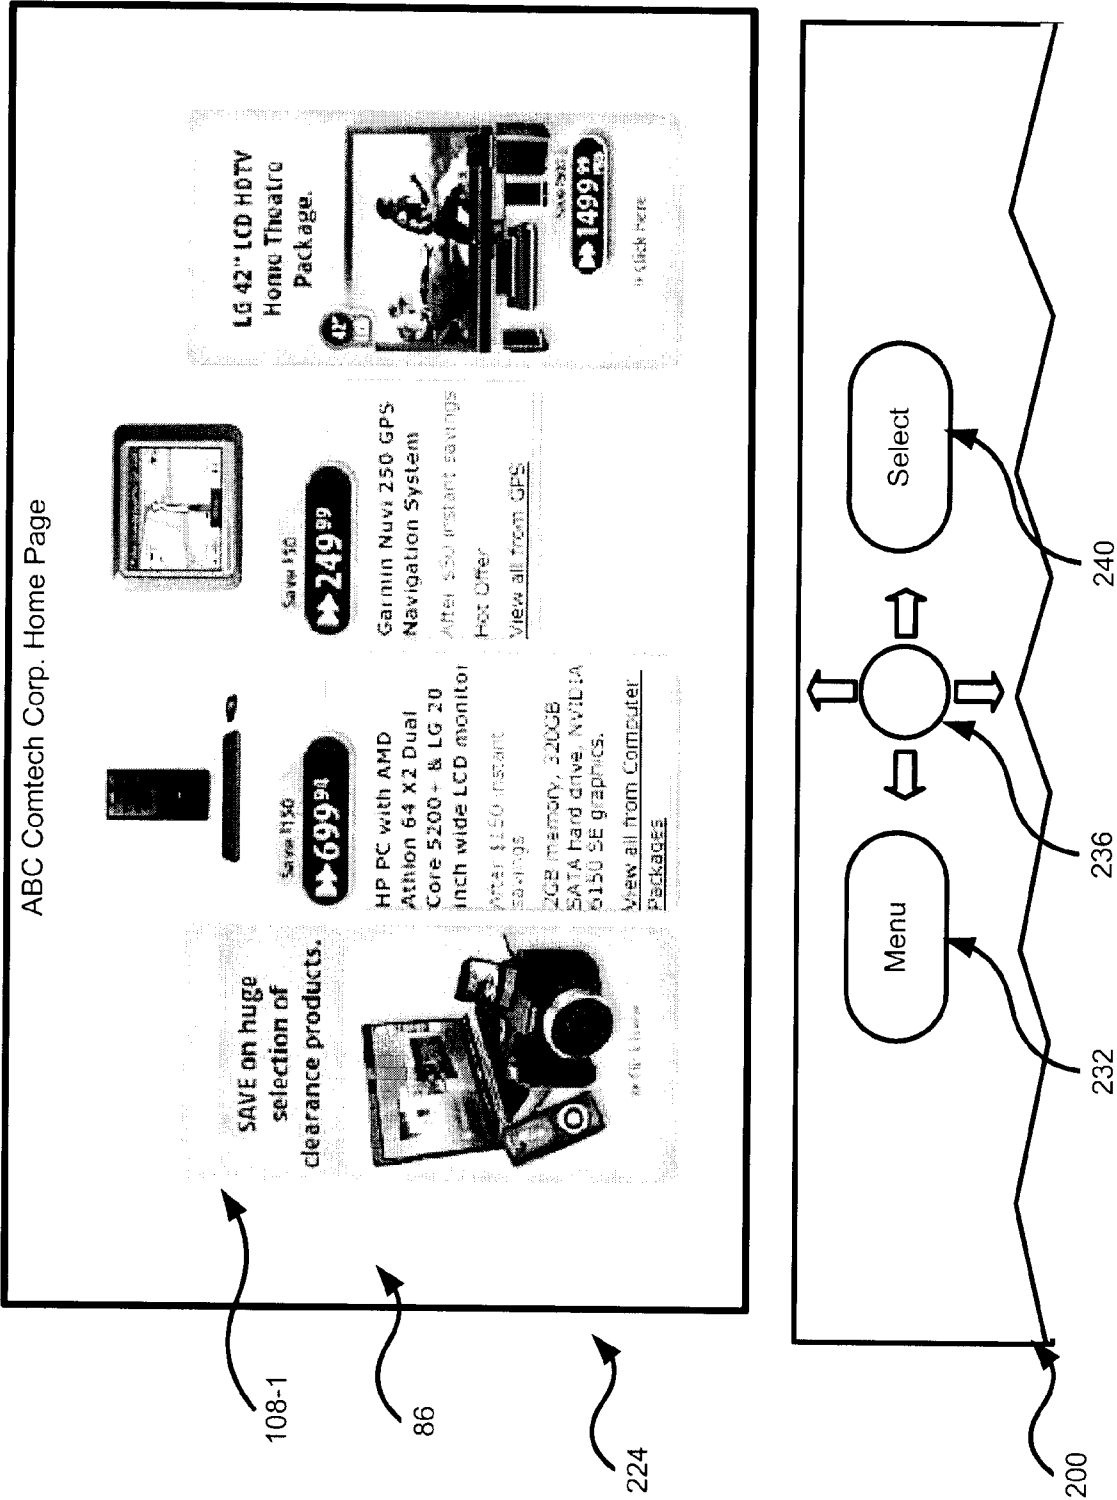 ABC Comtech Corp. Home Page
SAVE on huge
selection of
clearance products.
Save $150
699 94
HP PC with AMD
Athlon 64 X2 Dual
Core 5200+ & LG 20
inch wide LCD monitor
After $150 instant
savings
2GB memory, 320GB
SATA hard drive, NVIDIA
6150 SE graphics.
View all from Computer
Packages
Save $10
249 99
Garmin Nuvi 250 GPS
Navigation System
After $50 instant savings
Hot Offer
View all from GPS
LG 42" LCD HDTV
Home Theatre
Package.
42"
1499 99
Click here
108-1
86
224
Menu
Select
232
236
240
200